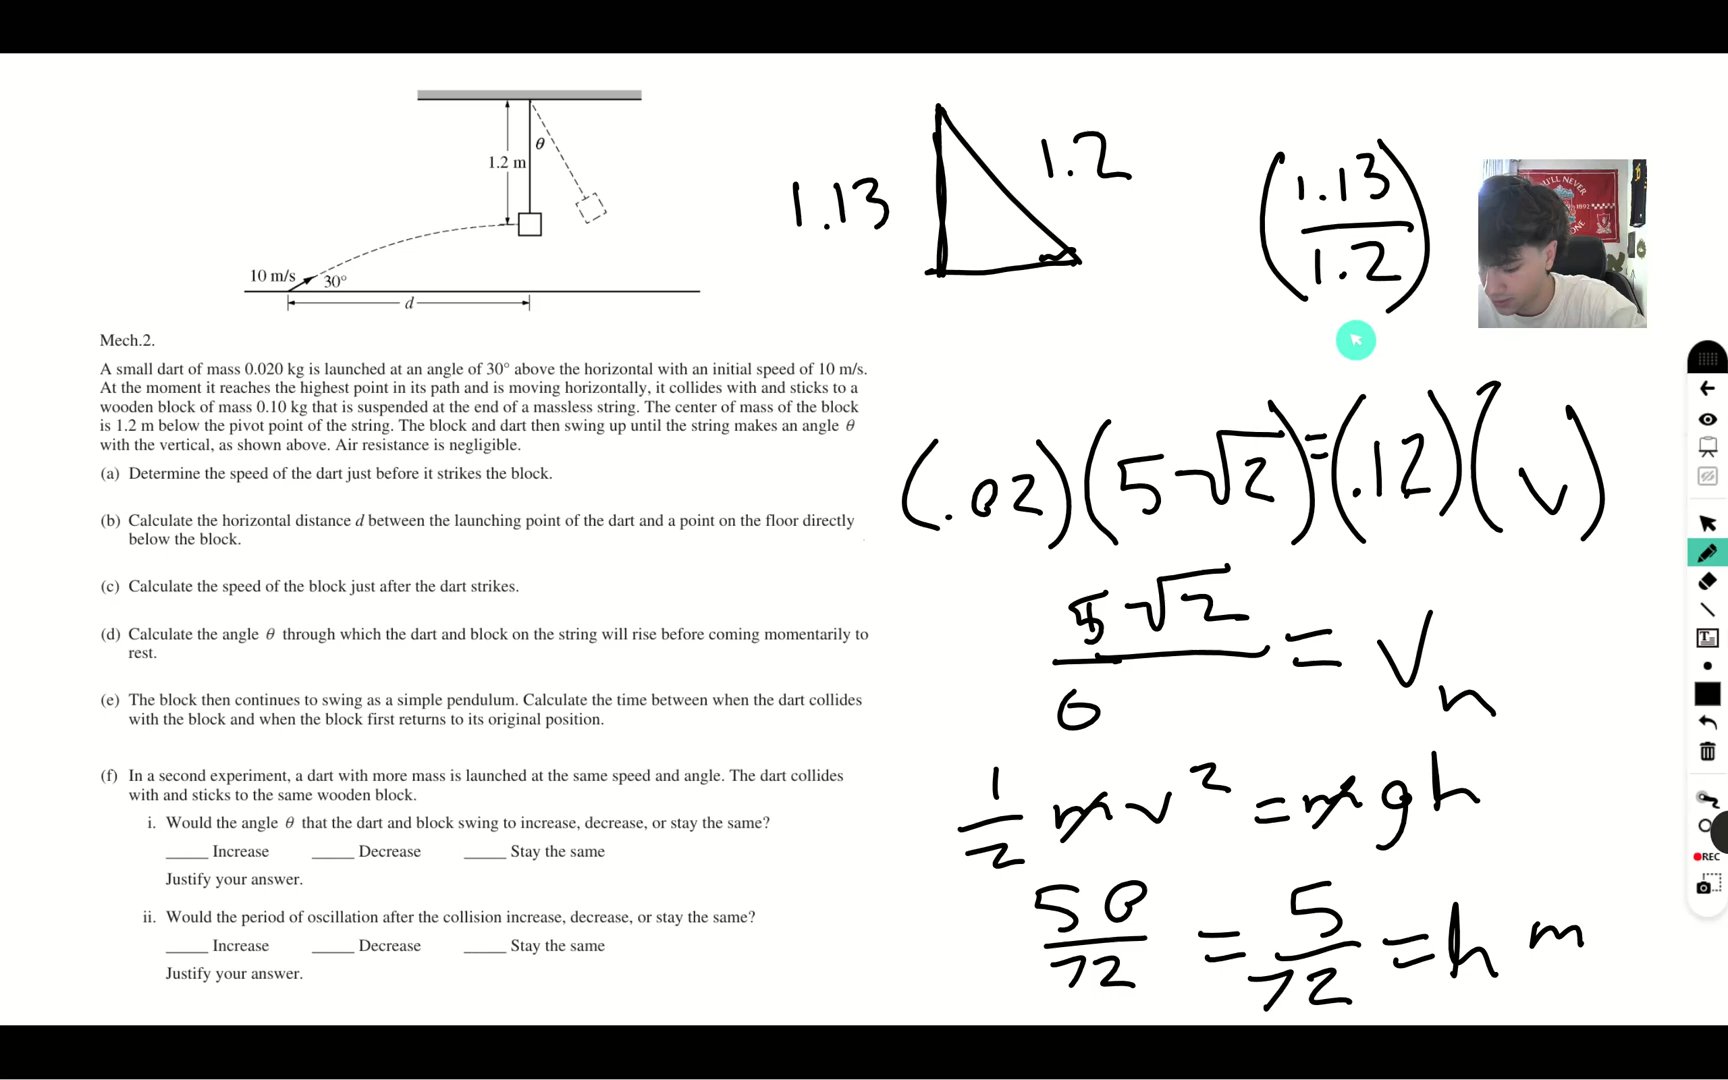 1.2 m
θ
10 m/s
30°
d
Mech.2.
A small dart of mass 0.020 kg is launched at an angle of 30° above the horizontal with an initial speed of 10 m/s.
At the moment it reaches the highest point in its path and is moving horizontally, it collides with and sticks to a
wooden block of mass 0.10 kg that is suspended at the end of a massless string. The center of mass of the block
is 1.2 m below the pivot point of the string. The block and dart then swing up until the string makes an angle θ
with the vertical, as shown above. Air resistance is negligible.
(a) Determine the speed of the dart just before it strikes the block.
(b) Calculate the horizontal distance d between the launching point of the dart and a point on the floor directly
below the block.
(c) Calculate the speed of the block just after the dart strikes.
(d) Calculate the angle θ through which the dart and block on the string will rise before coming momentarily to
rest.
(e) The block then continues to swing as a simple pendulum. Calculate the time between when the dart collides
with the block and when the block first returns to its original position.
(f) In a second experiment, a dart with more mass is launched at the same speed and angle. The dart collides
with and sticks to the same wooden block.
i. Would the angle θ that the dart and block swing to increase, decrease, or stay the same?
____ Increase ____ Decrease ____ Stay the same
Justify your answer.
ii. Would the period of oscillation after the collision increase, decrease, or stay the same?
____ Increase ____ Decrease ____ Stay the same
Justify your answer.
1.13
1.2
(1.13/1.2)
(.02)(5√2)=(.12)(v)
5√2/6 = Vn
1/2 mv² = mgh
50/72 = 5/72 = h m
YOU'LL NEVER
1892
REC